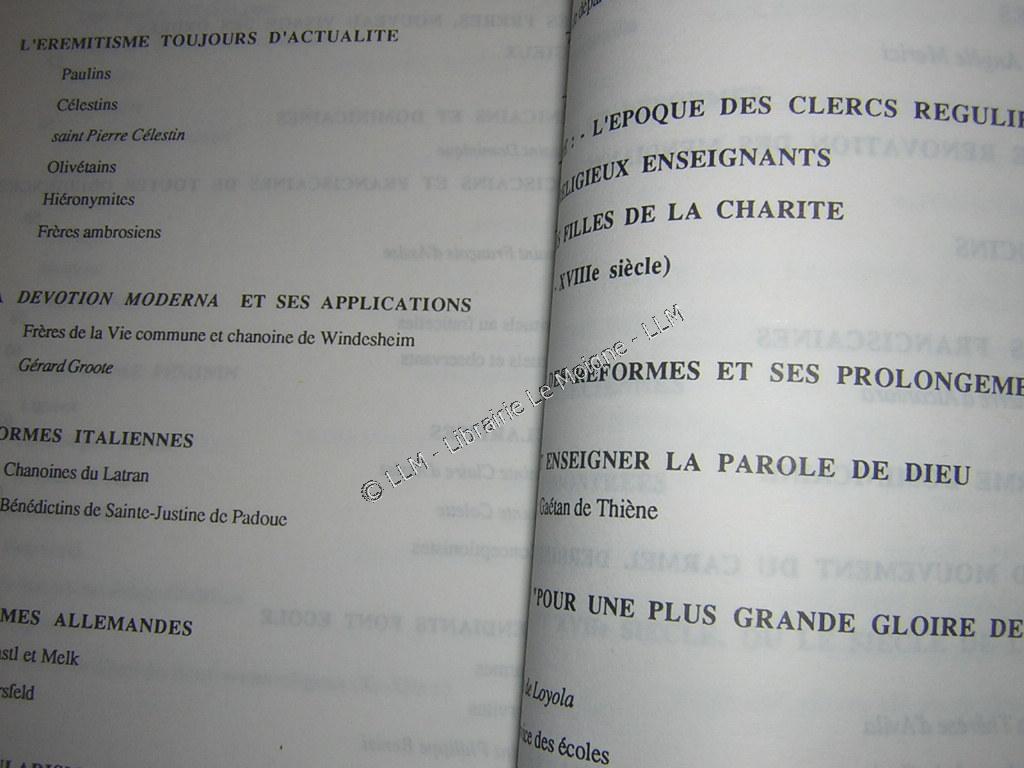 L'EREMITISME TOUJOURS D'ACTUALITE
Paulins
Célestins
saint Pierre Célestin
Olivétains
Hiéronymites
Frères ambrosiens
DEVOTION MODERNA ET SES APPLICATIONS
Frères de la Vie commune et chanoine de Windesheim
Gérard Groote
ORMES ITALIENNES
Chanoines du Latran
Bénédictins de Sainte-Justine de Padoue
MES ALLEMANDES
stl et Melk
rsfeld
L'EPOQUE DES CLERCS REGULIE
LIGIEUX ENSEIGNANTS
FILLES DE LA CHARITE
XVIIIe siècle)
REFORMES ET SES PROLONGEME
ENSEIGNER LA PAROLE DE DIEU
Gaétan de Thiène
"POUR UNE PLUS GRANDE GLOIRE DE
de Loyola
ice des écoles
© LLM - Librairie Le Moigne - LLM